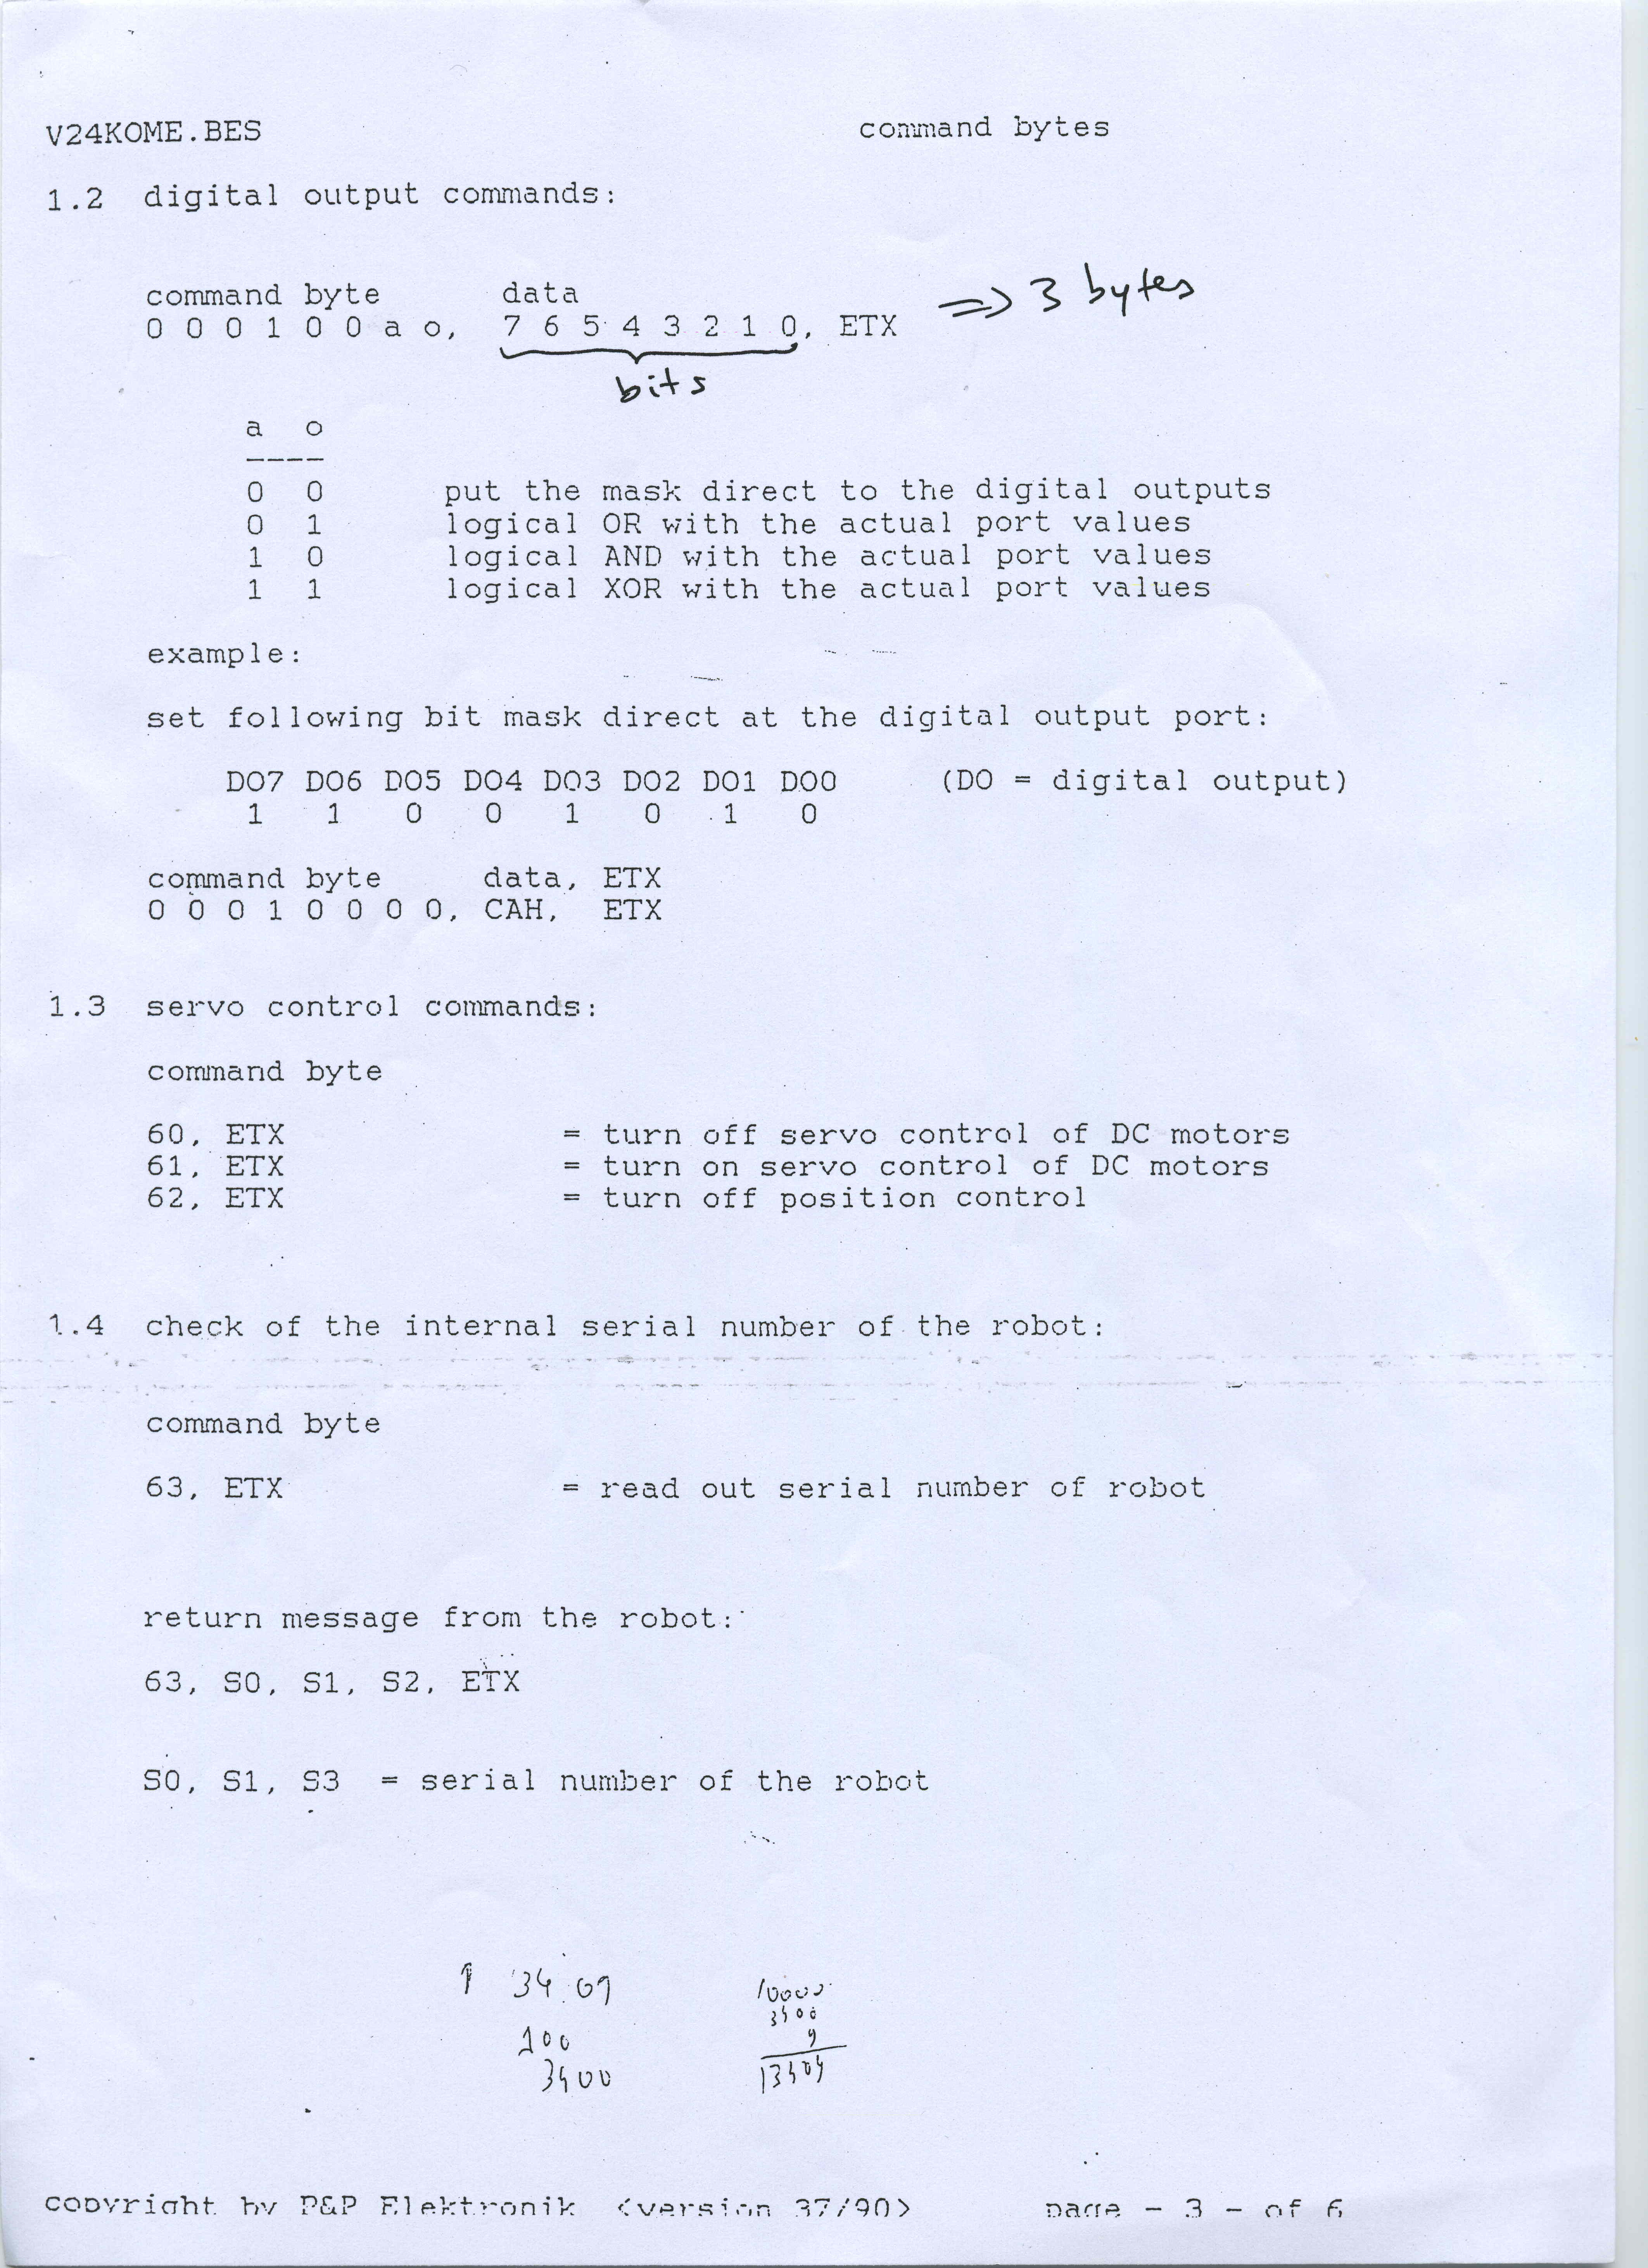 V24KOME.BES command bytes
1.2 digital output commands:
command byte data => 3 bytes
0 0 0 1 0 0 a o, 7 6 5 4 3 2 1 0, ETX
bits
a o
----
0 0 put the mask direct to the digital outputs
0 1 logical OR with the actual port values
1 0 logical AND with the actual port values
1 1 logical XOR with the actual port values
example:
set following bit mask direct at the digital output port:
DO7 DO6 DO5 DO4 DO3 DO2 DO1 DO0 (DO = digital output)
1 1 0 0 1 0 1 0
command byte data, ETX
0 0 0 1 0 0 0 0, CAH, ETX
1.3 servo control commands:
command byte
60, ETX = turn off servo control of DC motors
61, ETX = turn on servo control of DC motors
62, ETX = turn off position control
1.4 check of the internal serial number of the robot:
command byte
63, ETX = read out serial number of robot
return message from the robot:
63, S0, S1, S2, ETX
S0, S1, S3 = serial number of the robot
1 34 09 10000
3400
100 9
3400 13409
copyright by P&P Elektronik <version 37/90> page - 3 - of 6